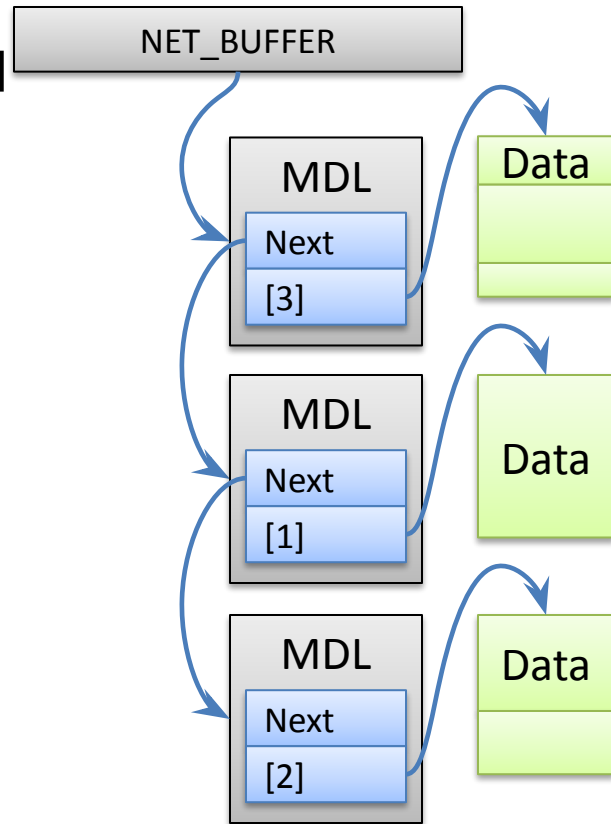 NET_BUFFER
MDL
Next
[3]
Data
MDL
Next
[1]
Data
MDL
Next
[2]
Data